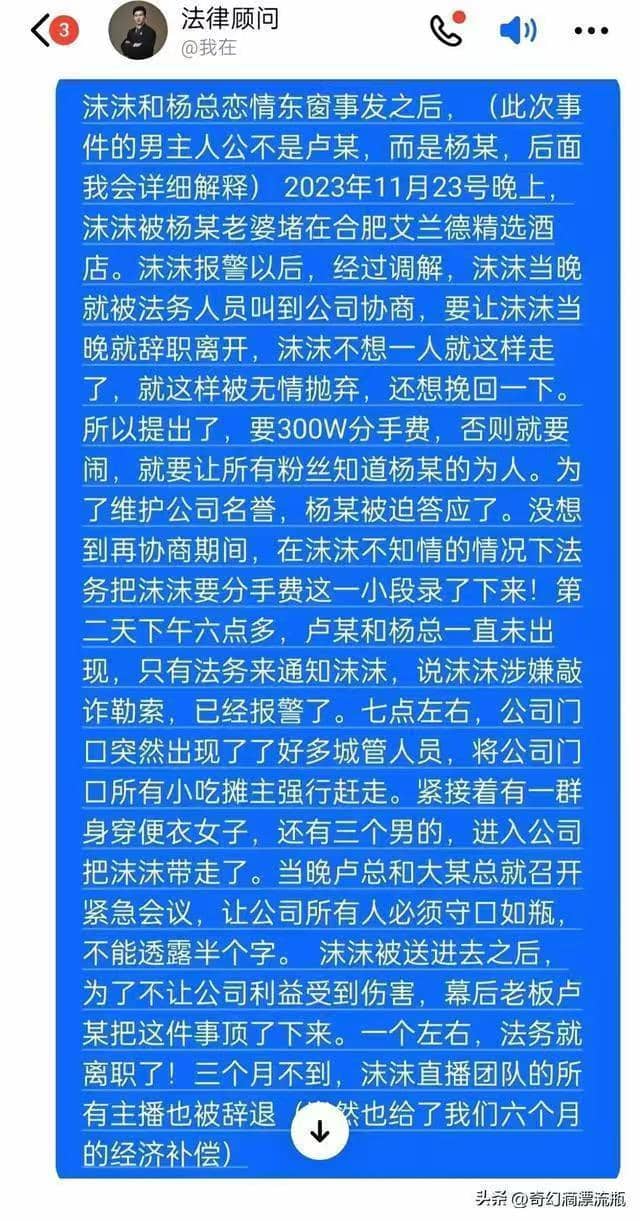 3
法律顾问
@我在
沫沫和杨总恋情东窗事发之后，（此次事
件的男主人公不是卢某，而是杨某，后面
我会详细解释）2023年11月23号晚上，
沫沫被杨某老婆堵在合肥艾兰德精选酒
店。沫沫报警以后，经过调解，沫沫当晚
就被法务人员叫到公司协商，要让沫沫当
晚就辞职离开，沫沫不想一人就这样走
了，就这样被无情抛弃，还想挽回一下。
所以提出了，要300W分手费，否则就要
闹，就要让所有粉丝知道杨某的为人。为
了维护公司名誉，杨某被迫答应了。没想
到再协商期间，在沫沫不知情的情况下法
务把沫沫要分手费这一小段录了下来！第
二天下午六点多，卢某和杨总一直未出
现，只有法务来通知沫沫，说沫沫涉嫌敲
诈勒索，已经报警了。七点左右，公司门
口突然出现了了好多城管人员，将公司门
口所有小吃摊主强行赶走。紧接着有一群
身穿便衣女子，还有三个男的，进入公司
把沫沫带走了。当晚卢总和大某总就召开
紧急会议，让公司所有人必须守口如瓶，
不能透露半个字。 沫沫被送进去之后，
为了不让公司利益受到伤害，幕后老板卢
某把这件事顶了下来。一个左右，法务就
离职了！三个月不到，沫沫直播团队的所
有主播也被辞退（然也给了我们六个月
的经济补偿）
头条 @奇幻滴漂流瓶